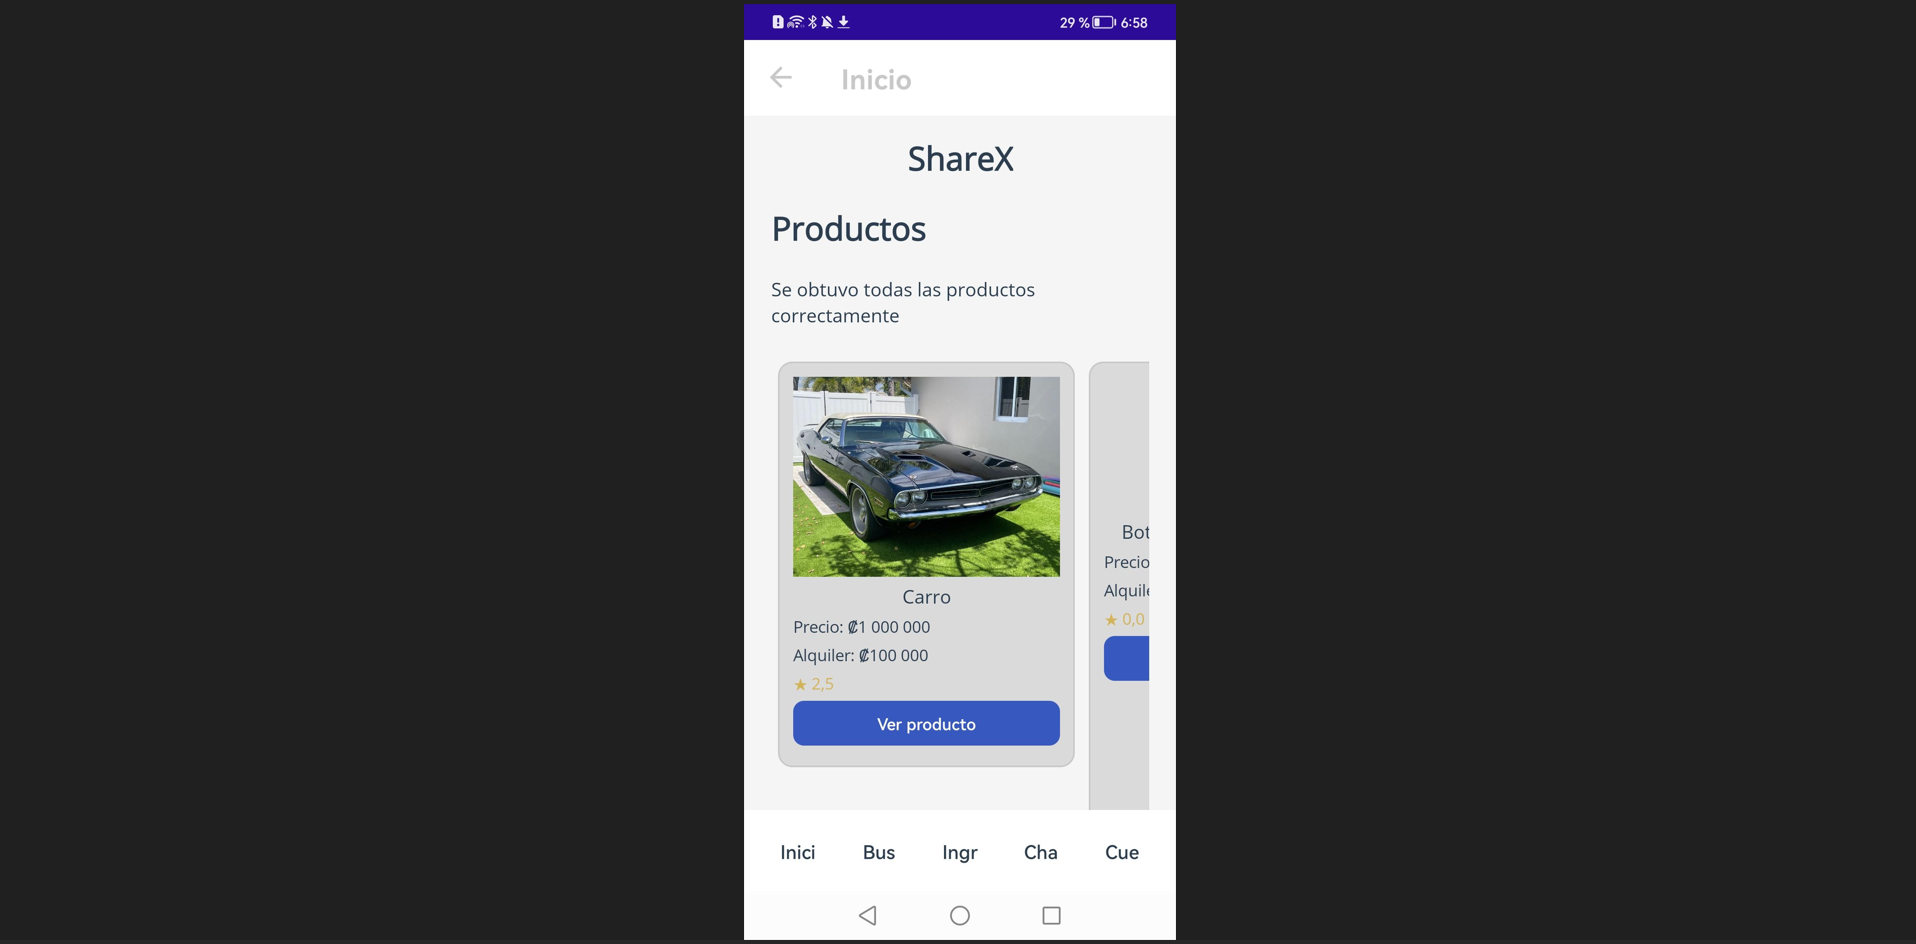 29 % 6:58
Inicio
ShareX
Productos
Se obtuvo todas las productos
correctamente
Carro
Precio: ₡1 000 000
Alquiler: ₡100 000
★ 2,5
Ver producto
Bot
Precio
Alquile
★ 0,0
Inici
Bus
Ingr
Cha
Cue